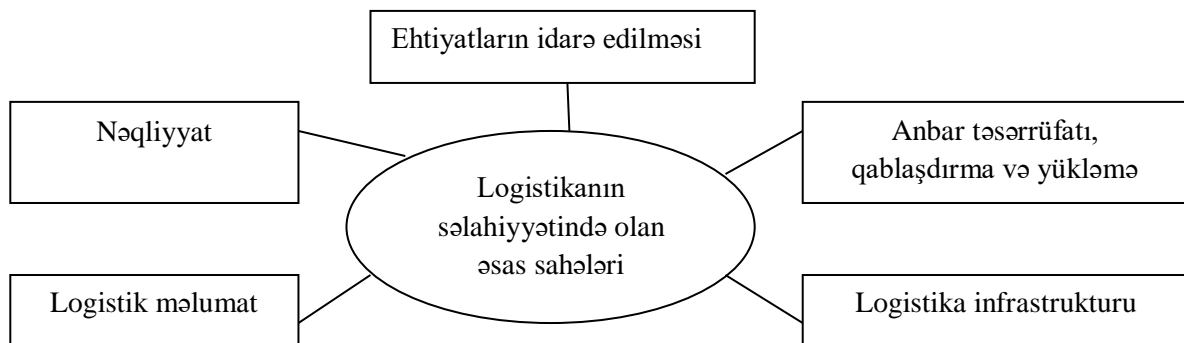 Ehtiyatların idarə edilməsi
Nəqliyyat
Anbar təsərrüfatı,
qablaşdırma və yükləmə
Logistikanın
səlahiyyətində olan
əsas sahələri
Logistik məlumat
Logistika infrastrukturu